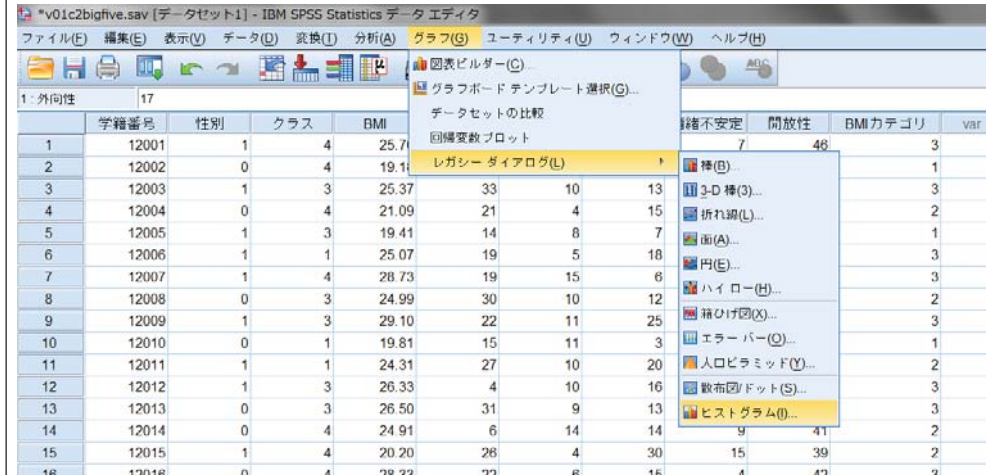 *v01c2bigfive.sav [データセット1] - IBM SPSS Statistics データ エディタ
ファイル(F) 編集(E) 表示(V) データ(D) 変換(T) 分析(A) グラフ(G) ユーティリティ(U) ウィンドウ(W) ヘルプ(H)
図表ビルダー(C)...
グラフボード テンプレート選択(G)...
データセットの比較
回帰変数プロット
レガシー ダイアログ(L)
1 : 外向性 17
学籍番号 性別 クラス BMI 情緒不安定 開放性 BMIカテゴリ var
1 12001 1 4 7 46 3
2 12002 0 4 1
3 12003 1 3 25.37 33 10 13 3
4 12004 0 4 21.09 21 4 15 2
5 12005 1 3 19.41 14 8 7 1
6 12006 1 1 25.07 19 5 18 3
7 12007 1 4 28.73 19 15 6 3
8 12008 0 3 24.99 30 10 12 2
9 12009 1 3 29.10 22 11 25 3
10 12010 0 1 19.81 15 11 3 1
11 12011 1 1 24.31 27 10 20 2
12 12012 1 3 26.33 4 10 16 3
13 12013 0 3 26.50 31 9 13 3
14 12014 0 4 24.91 6 14 14 9 41 2
15 12015 1 4 20.20 26 4 30 15 39 2
16 12016 0 4 28.33 22 6 15 4 42 3
棒(B)...
3-D 棒(3)...
折れ線(L)...
面(A)...
円(E)...
ハイ ロー(H)...
箱ひげ図(X)...
エラー バー(O)...
人口ピラミッド(Y)...
散布図/ドット(S)...
ヒストグラム(I)...